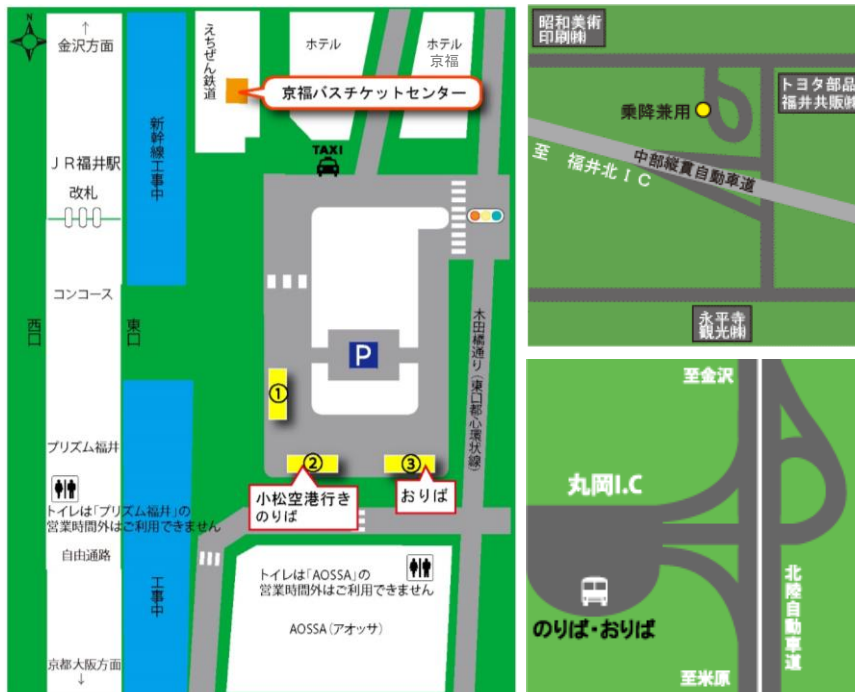 N
↑
金沢方面
えちぜん鉄道
ホテル
ホテル
京福
京福バスチケットセンター
新幹線工事中
TAXI
JR福井駅
改札
コンコース
西口
東口
木田橋通り(東口都心環状線)
P
①
②
③
プリズム福井
小松空港行き
のりば
おりば
トイレは「プリズム福井」の
営業時間外はご利用できません
自由通路
工事中
トイレは「AOSSA」の
営業時間外はご利用できません
AOSSA(アオッサ)
京都大阪方面
↓
昭和美術
印刷㈱
トヨタ部品
福井共販㈱
乗降兼用
中部縦貫自動車道
至 福井北IC
永平寺
観光㈱
至金沢
丸岡I.C
のりば・おりば
北陸自動車道
至米原